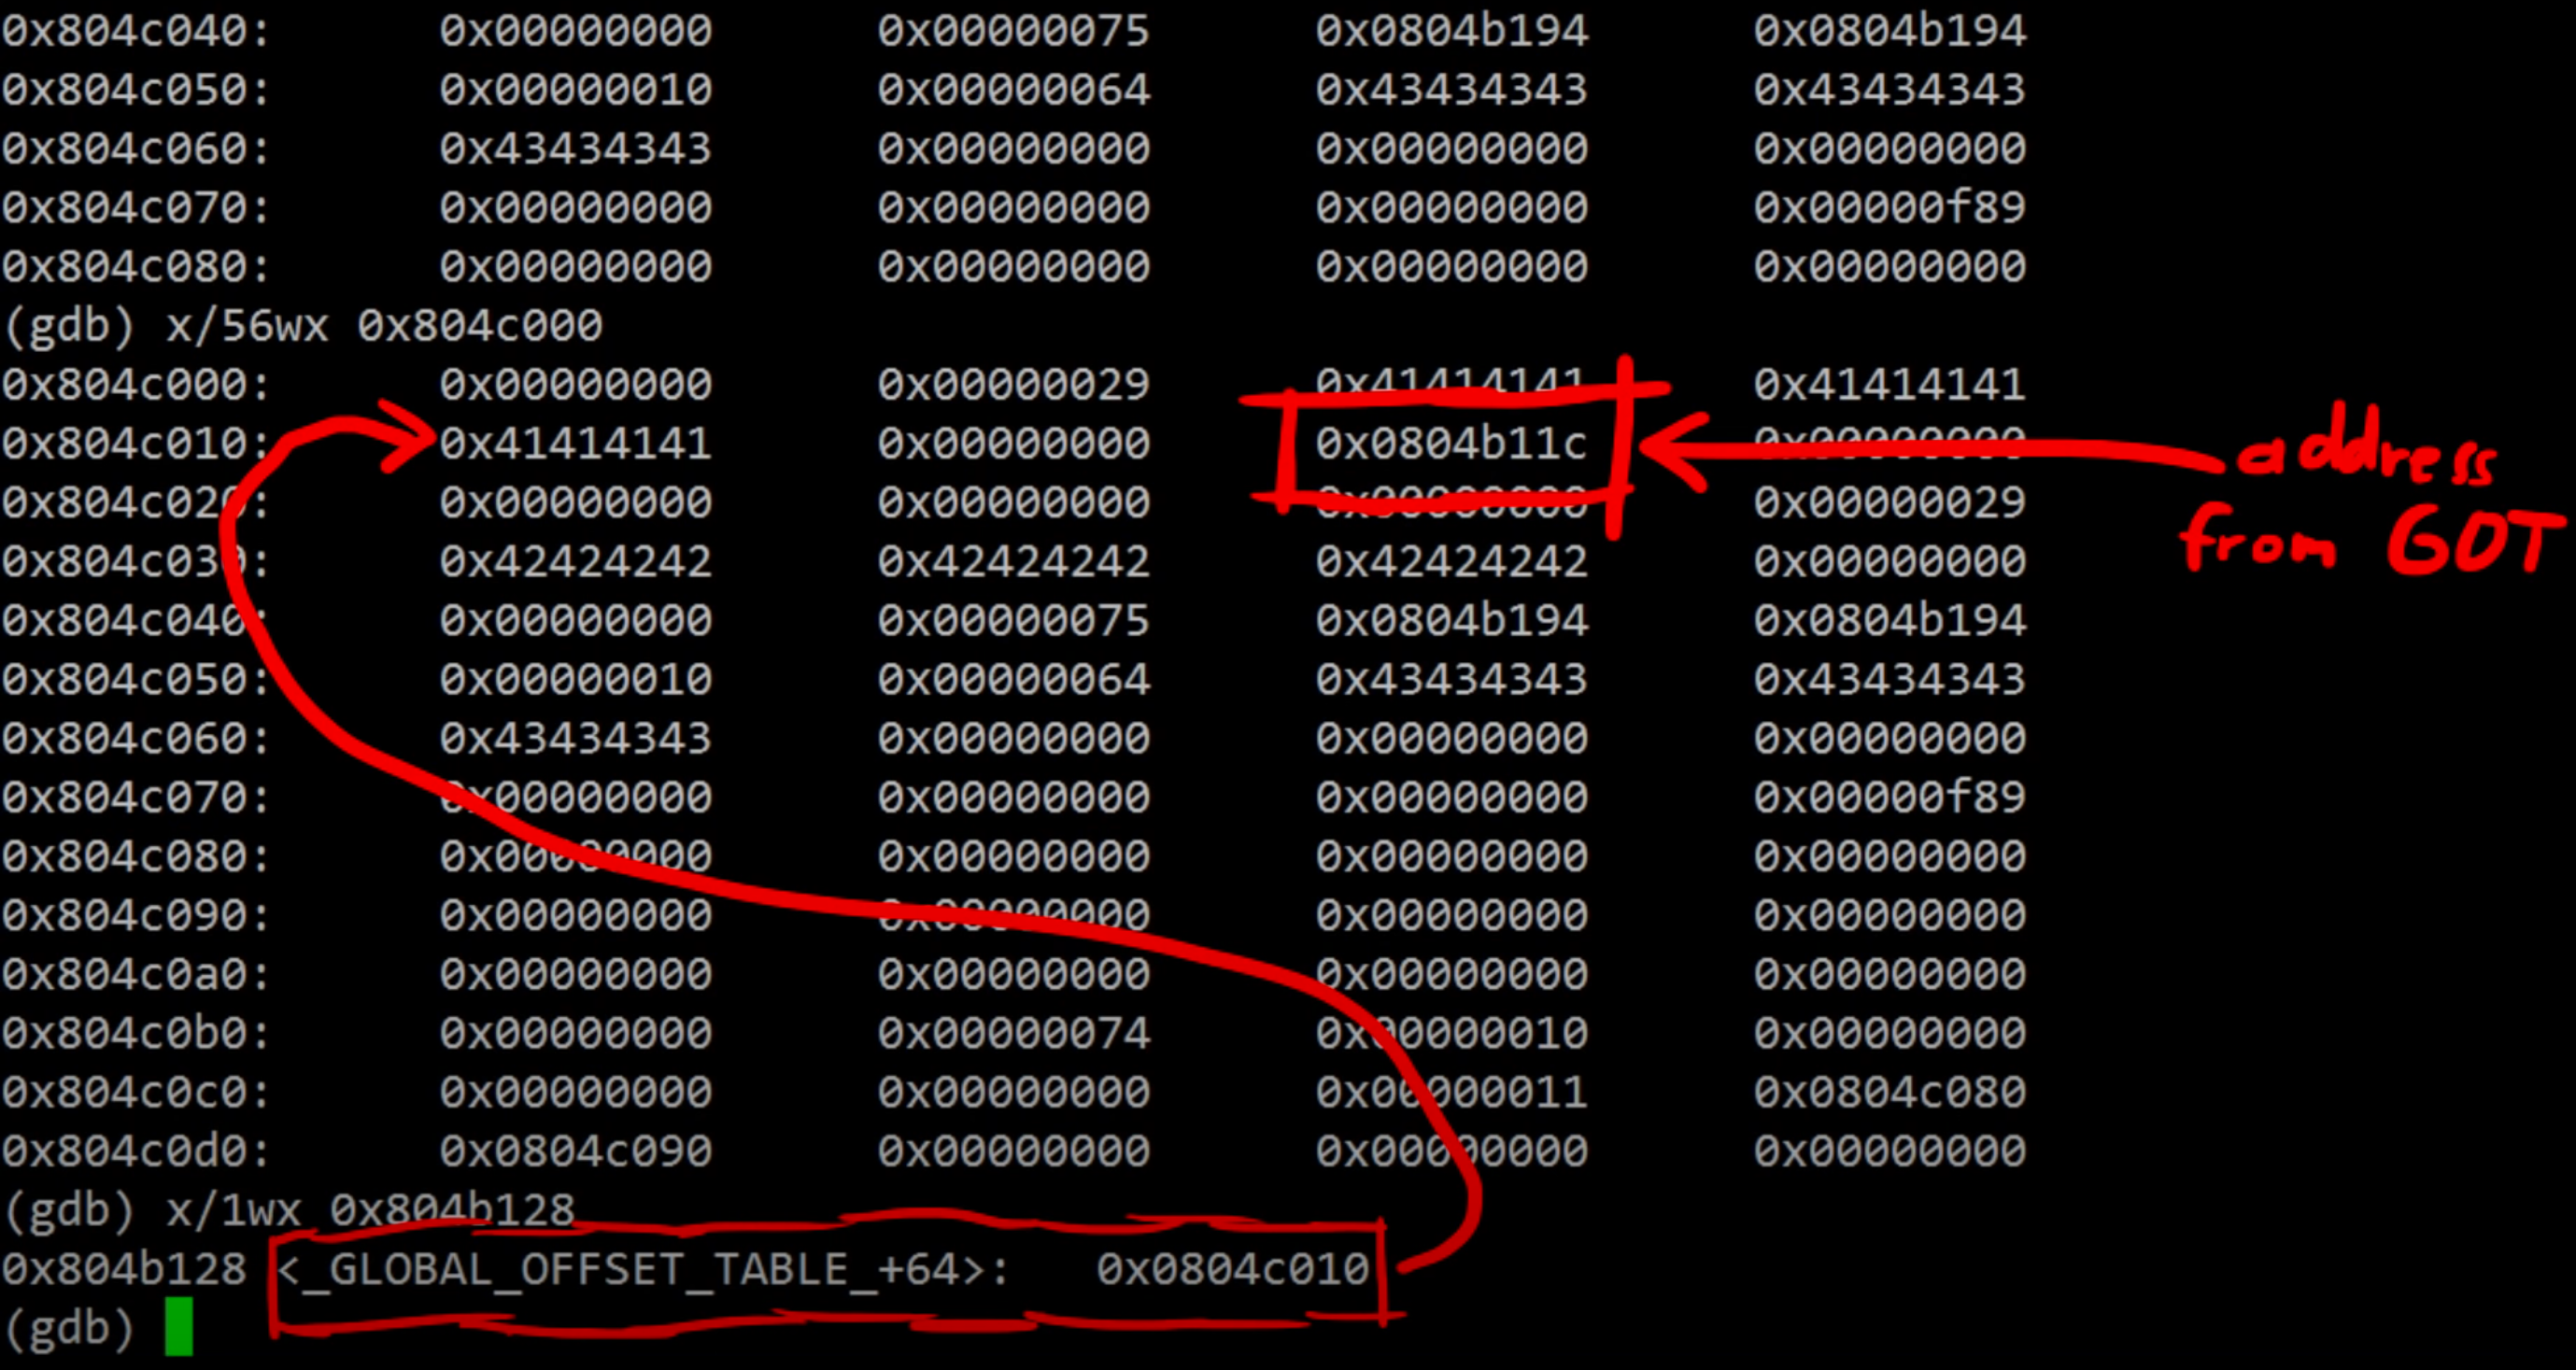 0x804c040: 0x00000000 0x00000075 0x0804b194 0x0804b194
0x804c050: 0x00000010 0x00000064 0x43434343 0x43434343
0x804c060: 0x43434343 0x00000000 0x00000000 0x00000000
0x804c070: 0x00000000 0x00000000 0x00000000 0x00000f89
0x804c080: 0x00000000 0x00000000 0x00000000 0x00000000
(gdb) x/56wx 0x804c000
0x804c000: 0x00000000 0x00000029 0x41414141 0x41414141
0x804c010: 0x41414141 0x00000000 0x0804b11c 0x00000000
address
0x804c020: 0x00000000 0x00000000 0x00000000 0x00000029
from GOT
0x804c030: 0x42424242 0x42424242 0x42424242 0x00000000
0x804c040: 0x00000000 0x00000075 0x0804b194 0x0804b194
0x804c050: 0x00000010 0x00000064 0x43434343 0x43434343
0x804c060: 0x43434343 0x00000000 0x00000000 0x00000000
0x804c070: 0x00000000 0x00000000 0x00000000 0x00000f89
0x804c080: 0x00000000 0x00000000 0x00000000 0x00000000
0x804c090: 0x00000000 0x00000000 0x00000000 0x00000000
0x804c0a0: 0x00000000 0x00000000 0x00000000 0x00000000
0x804c0b0: 0x00000000 0x00000074 0x00000010 0x00000000
0x804c0c0: 0x00000000 0x00000000 0x00000011 0x0804c080
0x804c0d0: 0x0804c090 0x00000000 0x00000000 0x00000000
(gdb) x/1wx 0x804b128
0x804b128 <_GLOBAL_OFFSET_TABLE_+64>: 0x0804c010
(gdb)